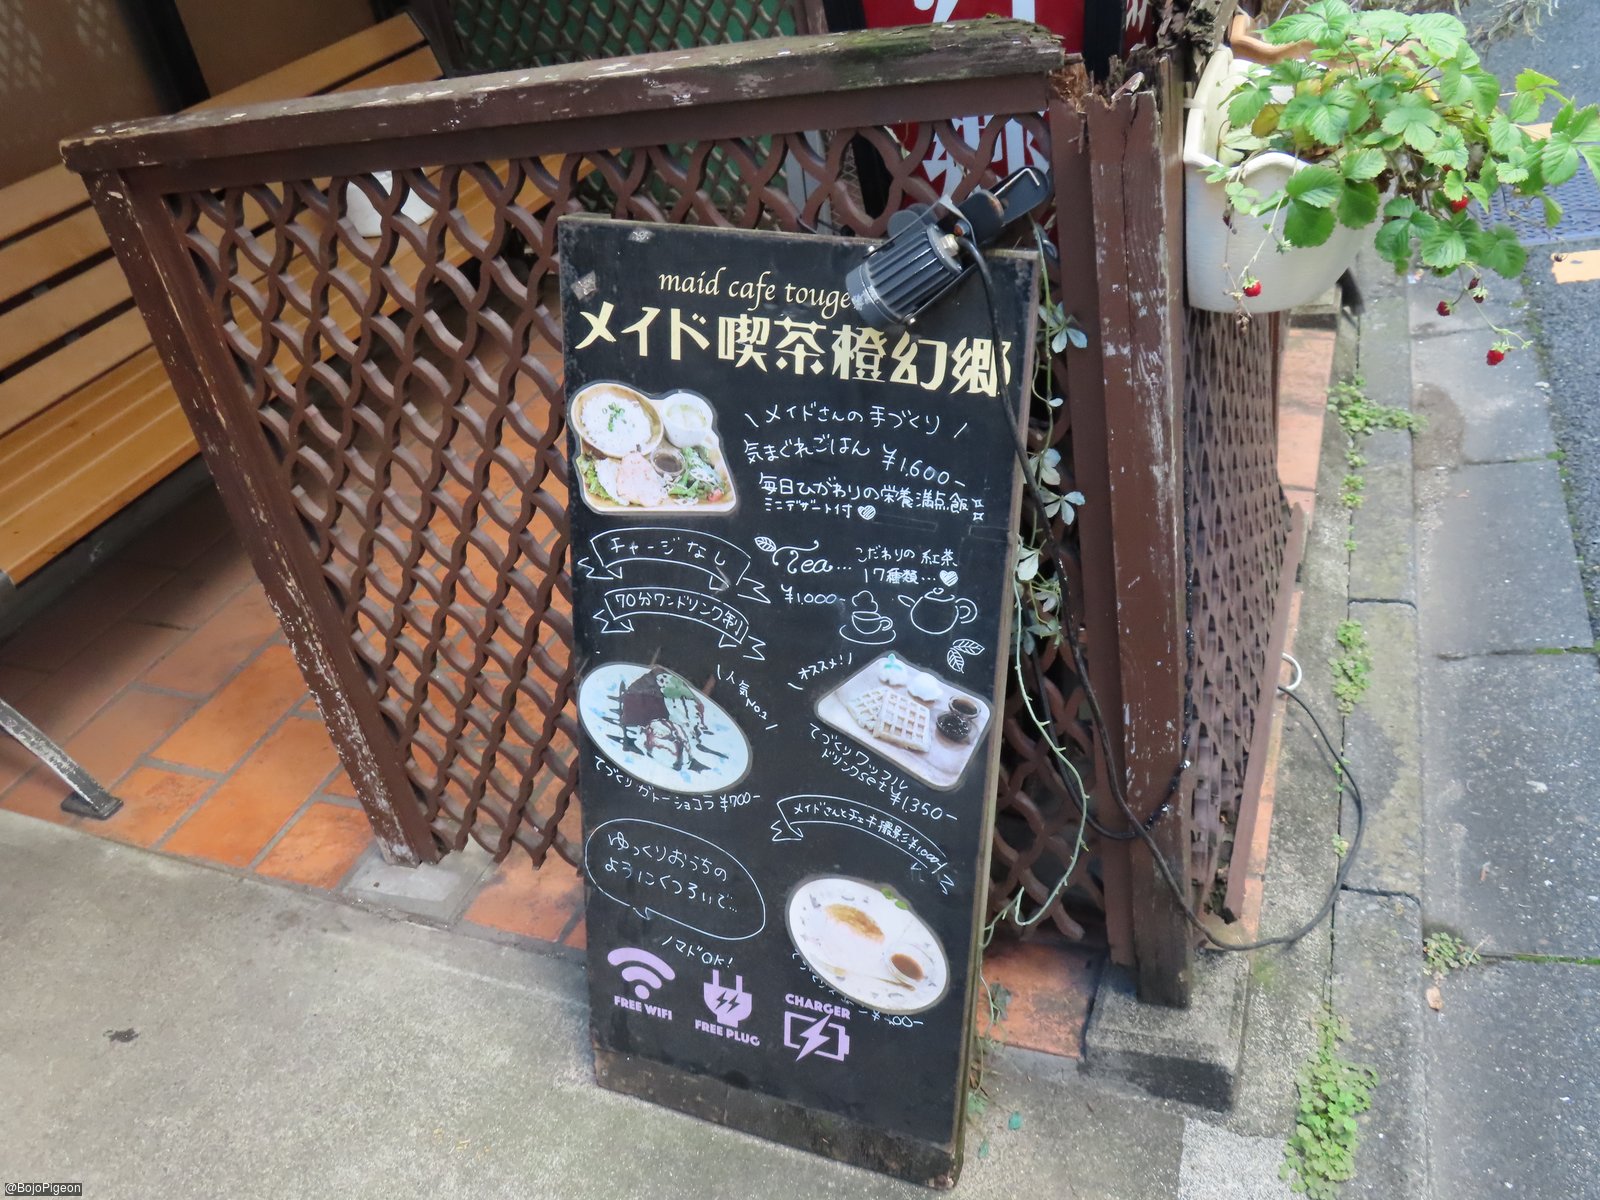 maid cafe touge
メイド喫茶橙幻郷
\メイドさんの手づくり/
気まぐれごはん ¥1,600-
毎日ひがわりの栄養満点飯
ミニデザート付
チャージなし
Tea...
こだわりの紅茶
17種類...
¥1,000-
70分ワンドリンク制
\人気No1/
オススメ!
てづくりガトーショコラ ¥700-
てづくりワッフル
ドリンクset ¥1350-
メイドさんとチェキ撮影¥1,000
ゆっくりおうちの
ようにくつろいで...
ノマドOK!
FREE WIFI
FREE PLUG
CHARGER
@BojoPigeon